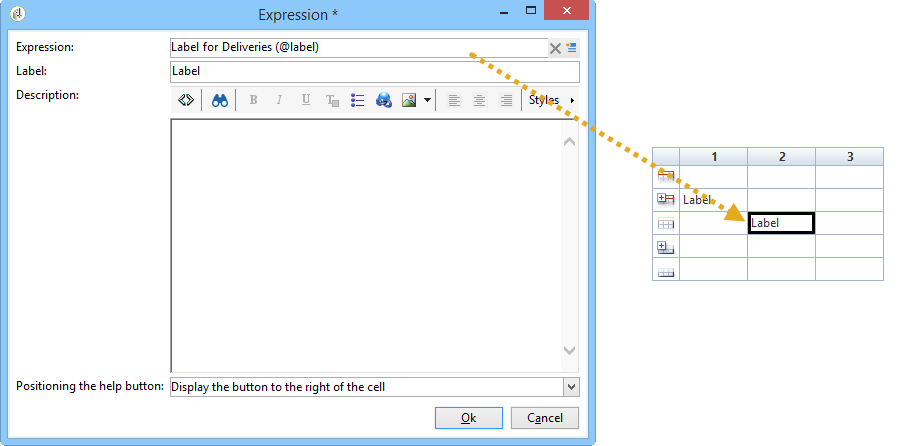 Expression *
Expression:
Label for Deliveries (@label)
Label:
Label
Description:
B I U T Styles
1 2 3
Label
Label
Positioning the help button:
Display the button to the right of the cell
Ok
Cancel